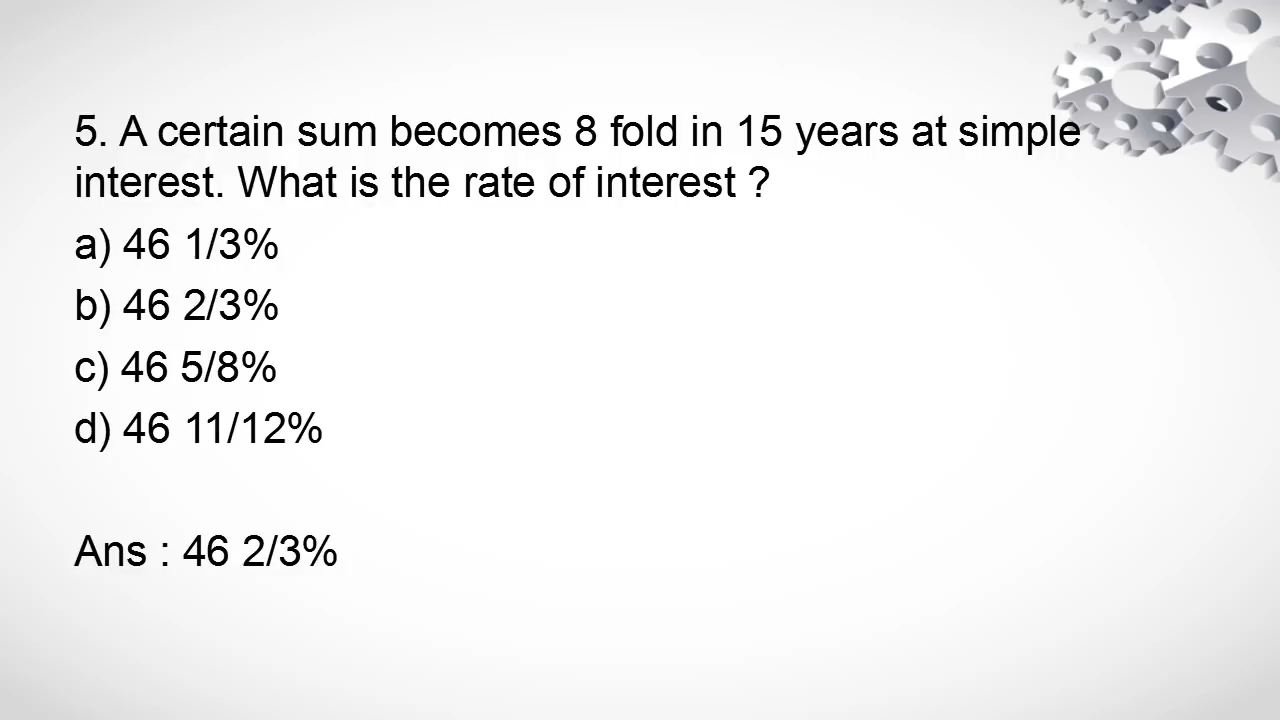 5. A certain sum becomes 8 fold in 15 years at simple
interest. What is the rate of interest ?
a) 46 1/3%
b) 46 2/3%
c) 46 5/8%
d) 46 11/12%
Ans : 46 2/3%